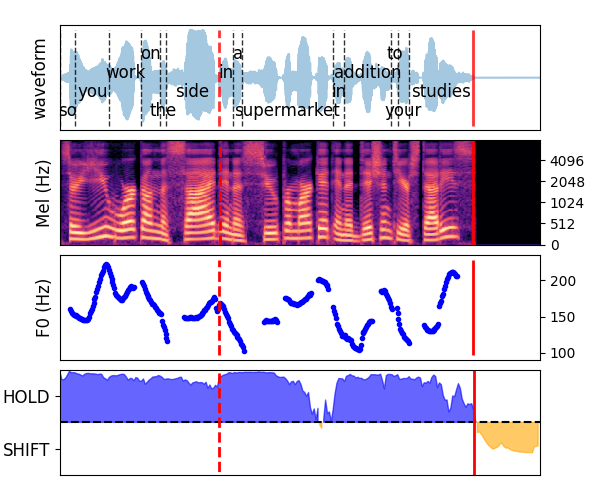 waveform
so you work on the side in a supermarket in addition to your studies
Mel (Hz)
4096
2048
1024
512
0
F0 (Hz)
200
150
100
HOLD
SHIFT